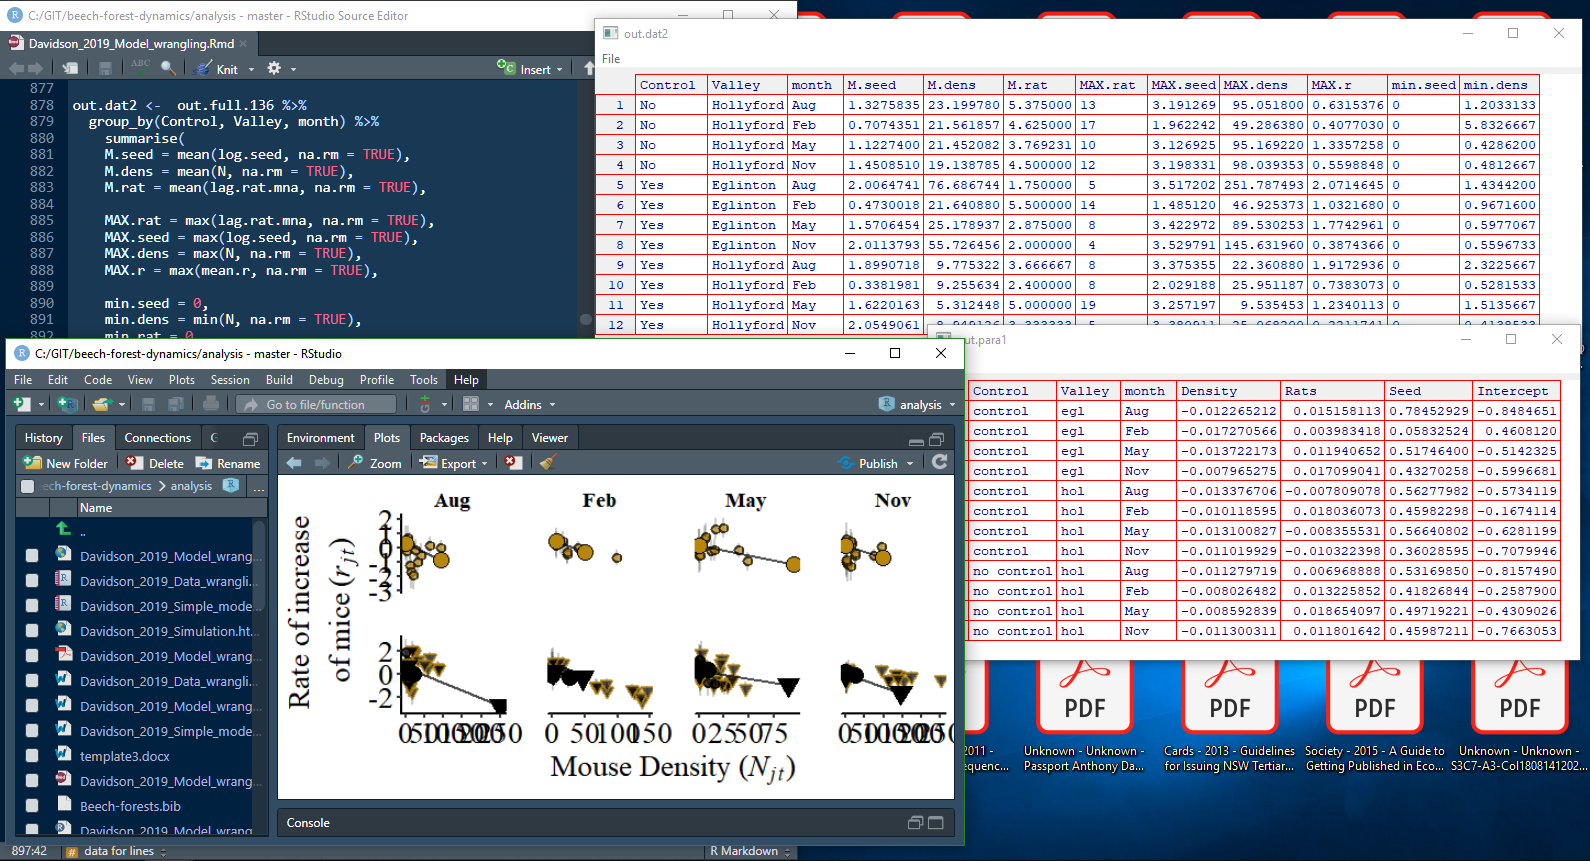 C:/GIT/beech-forest-dynamics/analysis - master - RStudio Source Editor
Davidson_2019_Model_wrangling.Rmd
ABC
Knit
Insert
877
878 out.dat2 <- out.full.136 %>%
879 group_by(Control, Valley, month) %>%
880 summarise(
881 M.seed = mean(log.seed, na.rm = TRUE),
882 M.dens = mean(N, na.rm = TRUE),
883 M.rat = mean(lag.rat.mna, na.rm = TRUE),
884
885 MAX.rat = max(lag.rat.mna, na.rm = TRUE),
886 MAX.seed = max(log.seed, na.rm = TRUE),
887 MAX.dens = max(N, na.rm = TRUE),
888 MAX.r = max(mean.r, na.rm = TRUE),
889
890 min.seed = 0,
891 min.dens = min(N, na.rm = TRUE),
892 min.rat = 0
out.dat2
File
Control Valley month M.seed M.dens M.rat MAX.rat MAX.seed MAX.dens MAX.r min.seed min.dens
1 No Hollyford Aug 1.3275835 23.199780 5.375000 13 3.191269 95.051800 0.6315376 0 1.2033133
2 No Hollyford Feb 0.7074351 21.561857 4.625000 17 1.962242 49.286380 0.4077030 0 5.8326667
3 No Hollyford May 1.1227400 21.452082 3.769231 10 3.126925 95.169220 1.3357258 0 0.4286200
4 No Hollyford Nov 1.4508510 19.138785 4.500000 12 3.198331 98.039353 0.5598848 0 0.4812667
5 Yes Eglinton Aug 2.0064741 76.686744 1.750000 5 3.517202 251.787493 2.0714645 0 1.4344200
6 Yes Eglinton Feb 0.4730018 21.640880 5.500000 14 1.485120 46.925373 1.0321680 0 0.9671600
7 Yes Eglinton May 1.5706454 25.178937 2.875000 8 3.422972 89.530253 1.7742961 0 0.5977067
8 Yes Eglinton Nov 2.0113793 55.726456 2.000000 4 3.529791 145.631960 0.3874366 0 0.5596733
9 Yes Hollyford Aug 1.8990718 9.775322 3.666667 8 3.375355 22.360880 1.9172936 0 2.3225667
10 Yes Hollyford Feb 0.3381981 9.255634 2.400000 8 2.029188 25.951187 0.7383073 0 0.5281533
11 Yes Hollyford May 1.6220163 5.312448 5.000000 19 3.257197 9.535453 1.2340113 0 1.5135667
12 Yes Hollyford Nov 2.0549061
out.para1
Control Valley month Density Rats Seed Intercept
control egl Aug -0.012265212 0.015158113 0.78452929 -0.8484651
control egl Feb -0.017270566 0.003983418 0.05832524 0.4608120
control egl May -0.013722173 0.011940652 0.51746400 -0.5142325
control egl Nov -0.007965275 0.017099041 0.43270258 -0.5996681
control hol Aug -0.013376706 -0.007809078 0.56277982 -0.5734119
control hol Feb -0.010118595 0.018036073 0.45982298 -0.1674114
control hol May -0.013100827 -0.008355531 0.56640802 -0.6281199
control hol Nov -0.011019929 -0.010322398 0.36028595 -0.7079946
no control hol Aug -0.011279719 0.006968888 0.53169850 -0.8157490
no control hol Feb -0.008026482 0.013225852 0.41826844 -0.2587900
no control hol May -0.008592839 0.018654097 0.49719221 -0.4309026
no control hol Nov -0.011300311 0.011801642 0.45987211 -0.7663053
C:/GIT/beech-forest-dynamics/analysis - master - RStudio
File Edit Code View Plots Session Build Debug Profile Tools Help
Go to file/function
Addins
analysis
History Files Connections G
New Folder Delete Rename
ech-forest-dynamics > analysis ...
Name
..
Davidson_2019_Model_wrang...
Davidson_2019_Data_wrangli...
Davidson_2019_Simple_mode...
Davidson_2019_Simulation.ht...
Davidson_2019_Model_wrang...
Davidson_2019_Data_wrangli...
Davidson_2019_Model_wrang...
Davidson_2019_Simple_mode...
template3.docx
Davidson_2019_Model_wrang...
Beech-forests.bib
Davidson_2019_Model_wrang
Environment Plots Packages Help Viewer
Zoom Export Publish
Aug Feb May Nov
Rate of increase
of mice (rjt)
2
1
0
-1
-2
-3
2
0
-2
0 50 100 150 200 250
0 50 100 150
0 25 50 75
0 50 100 150 200 250
Mouse Density (Njt)
Console
897:42 # data for lines R Markdown
PDF PDF PDF PDF
2011 -
equenc...
Unknown - Unknown -
Passport Anthony Da...
Cards - 2013 - Guidelines
for Issuing NSW Tertiar...
Society - 2015 - A Guide to
Getting Published in Eco...
Unknown - Unknown -
S3C7-A3-Col1808141202...